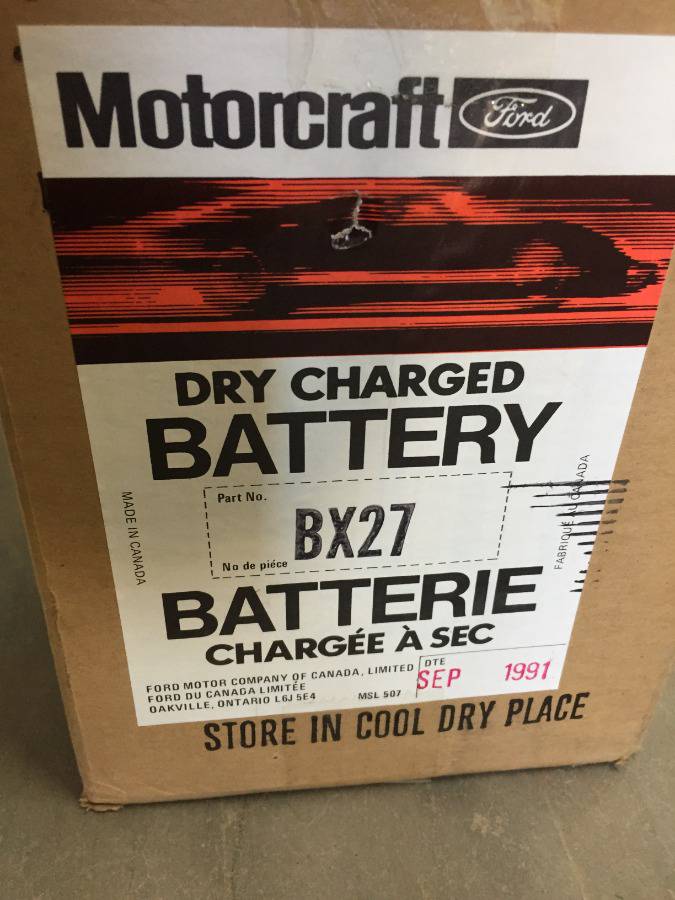 Motorcraft Ford
DRY CHARGED
BATTERY
Part No.
BX27
No de piéce
MADE IN CANADA
FABRIQUE AU CANADA
BATTERIE
CHARGÉE À SEC
FORD MOTOR COMPANY OF CANADA, LIMITED
FORD DU CANADA LIMITÉE
OAKVILLE, ONTARIO L6J 5E4 MSL 507
DTE
SEP 1991
STORE IN COOL DRY PLACE